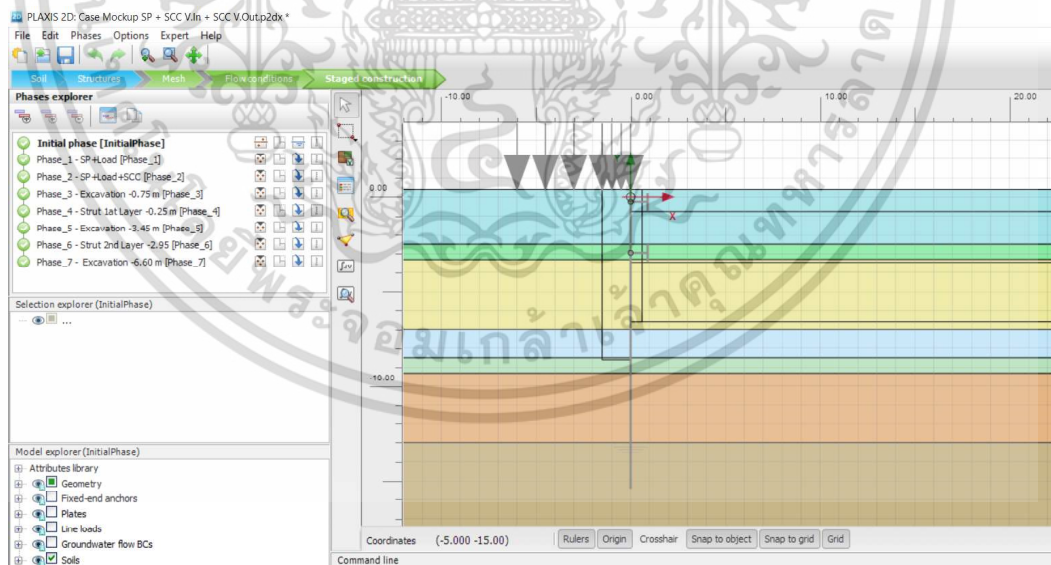 PLAXIS 2D: Case Mockup SP + SCC V.In + SCC V.Out.p2dx *
File Edit Phases Options Expert Help
Soil Structures Mesh Flow conditions Staged construction
Phases explorer
Initial phase [InitialPhase]
Phase_1 - SP+Load [Phase_1]
Phase_2 - SP+Load+SCC [Phase_2]
Phase_3 - Excavation -0.75 m [Phase_3]
Phase_4 - Strut 1st Layer -0.25 m [Phase_4]
Phase_5 - Excavation -3.45 m [Phase_5]
Phase_6 - Strut 2nd Layer -2.95 [Phase_6]
Phase_7 - Excavation -6.60 m [Phase_7]
Selection explorer (InitialPhase)
...
Model explorer (InitialPhase)
Attributes library
Geometry
Fixed-end anchors
Plates
Line loads
Groundwater flow BCs
Soils
-10.00 0.00 10.00 20.00
0.00
x
-10.00
Coordinates (-5.000 -15.00) Rulers Origin Crosshair Snap to object Snap to grid Grid
Command line